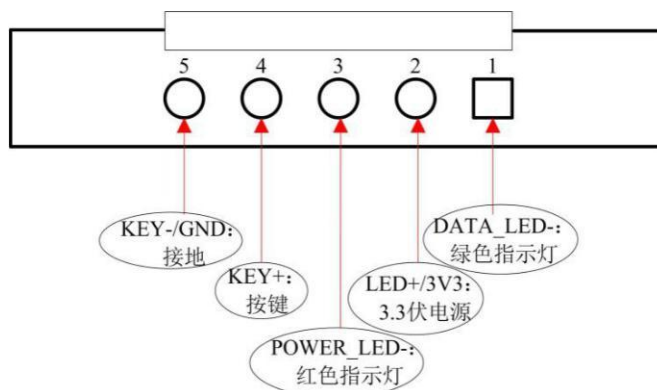 5 4 3 2 1
KEY-/GND：
接地
KEY+：
按键
POWER_LED-：
红色指示灯
LED+/3V3：
3.3伏电源
DATA_LED-：
绿色指示灯